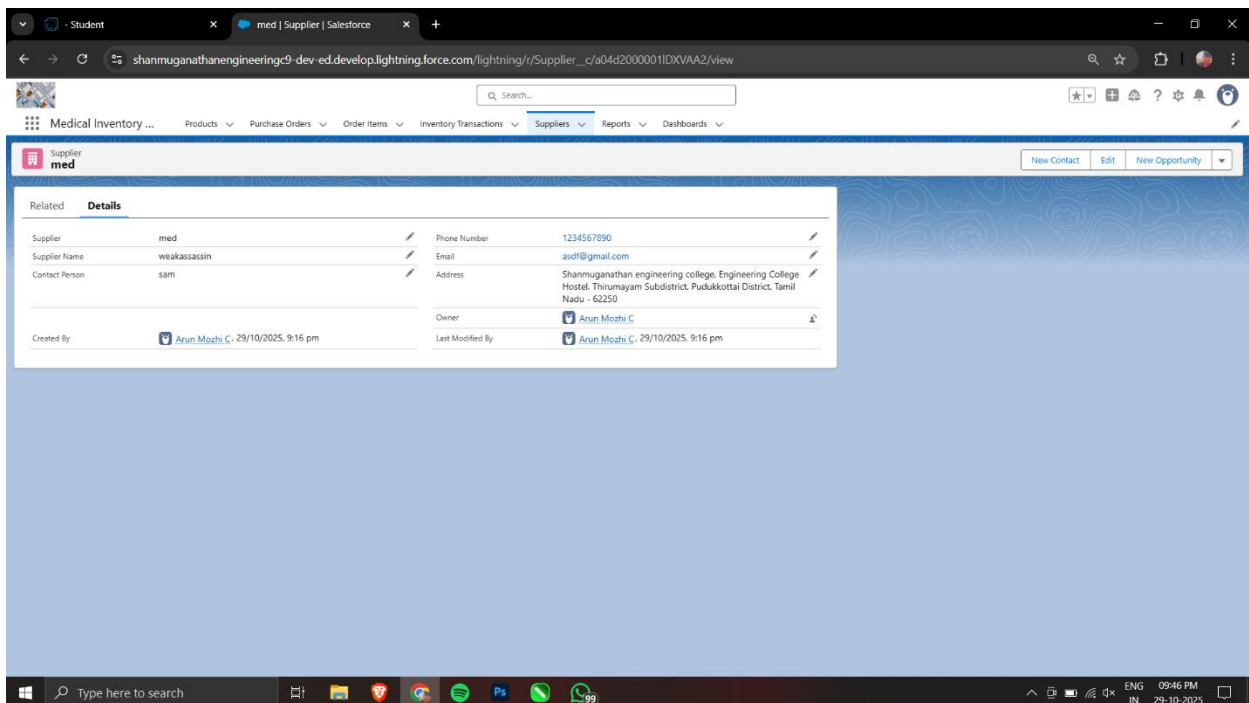 - Student
med | Supplier | Salesforce
shanmuganathanengineeringc9-dev-ed.develop.lightning.force.com/lightning/r/Supplier__c/a04d2000001lDXVAA2/view
Search...
Medical Inventory ...
Products
Purchase Orders
Order Items
Inventory Transactions
Suppliers
Reports
Dashboards
Supplier
med
New Contact
Edit
New Opportunity
Related
Details
Supplier med
Phone Number 1234567890
Supplier Name weakassassin
Email asdf@gmail.com
Contact Person sam
Address Shanmuganathan engineering college, Engineering College
Hostel, Thirumayam Subdistrict, Pudukkottai District, Tamil
Nadu - 62250
Owner Arun Mozhi C
Created By Arun Mozhi C, 29/10/2025, 9:16 pm
Last Modified By Arun Mozhi C, 29/10/2025, 9:16 pm
Type here to search
Ps
99
ENG
IN
09:46 PM
29-10-2025